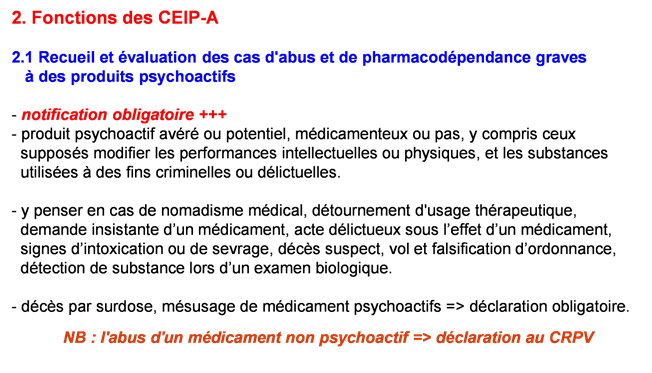 2. Fonctions des CEIP-A
2.1 Recueil et évaluation des cas d'abus et de pharmacodépendance graves
à des produits psychoactifs
- notification obligatoire +++
- produit psychoactif avéré ou potentiel, médicamenteux ou pas, y compris ceux
supposés modifier les performances intellectuelles ou physiques, et les substances
utilisées à des fins criminelles ou délictuelles.
- y penser en cas de nomadisme médical, détournement d'usage thérapeutique,
demande insistante d'un médicament, acte délictueux sous l'effet d'un médicament,
signes d'intoxication ou de sevrage, décès suspect, vol et falsification d'ordonnance,
détection de substance lors d'un examen biologique.
- décès par surdose, mésusage de médicament psychoactifs => déclaration obligatoire.
NB : l'abus d'un médicament non psychoactif => déclaration au CRPV